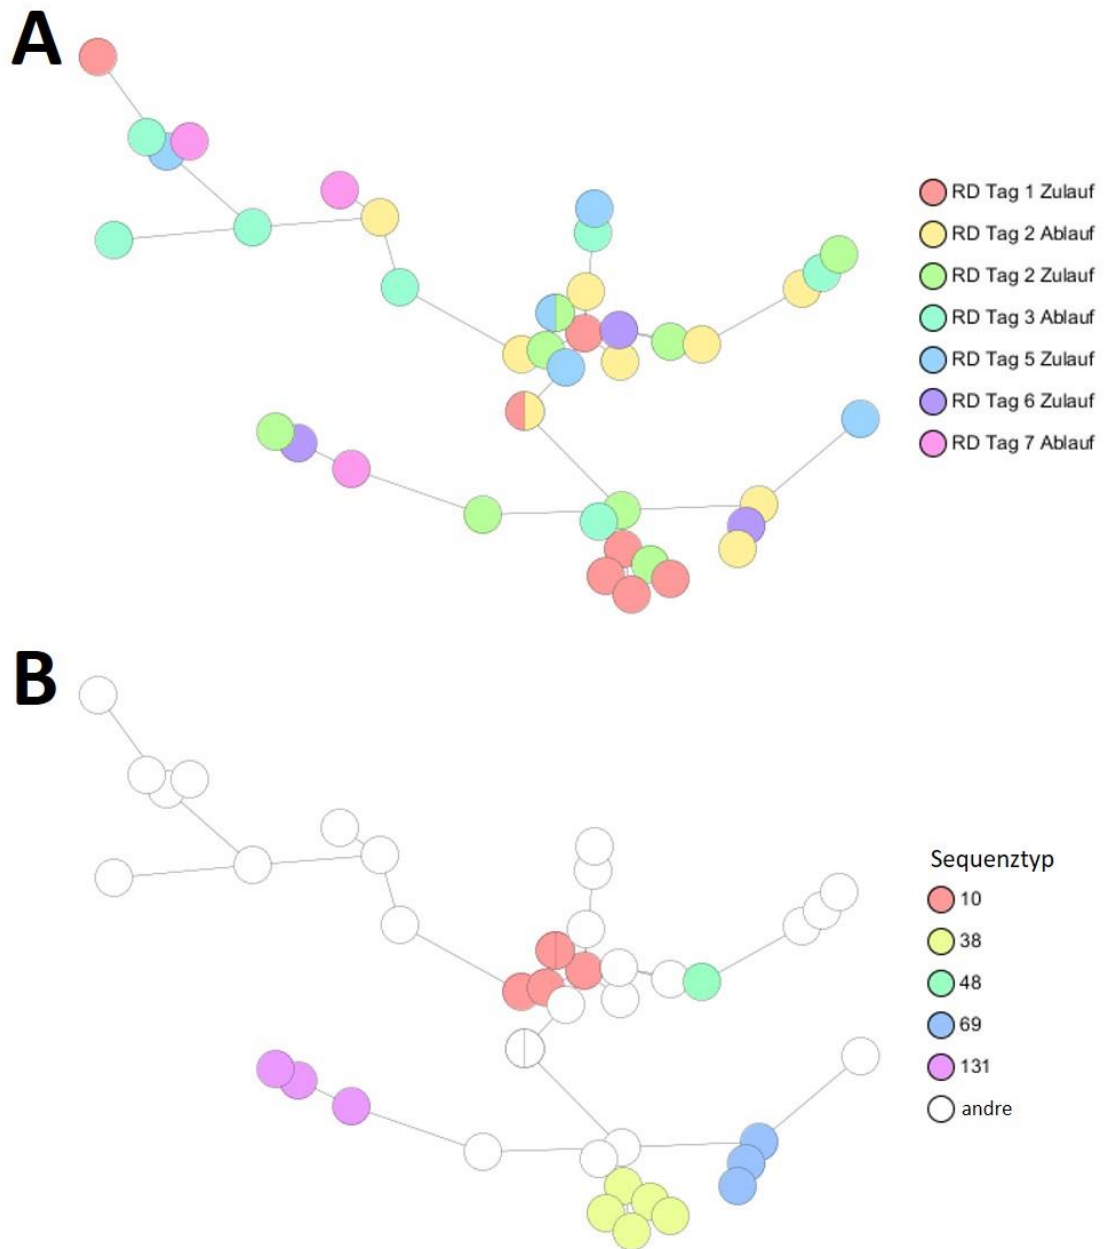 A
RD Tag 1 Zulauf
RD Tag 2 Ablauf
RD Tag 2 Zulauf
RD Tag 3 Ablauf
RD Tag 5 Zulauf
RD Tag 6 Zulauf
RD Tag 7 Ablauf
B
Sequenztyp
10
38
48
69
131
andre